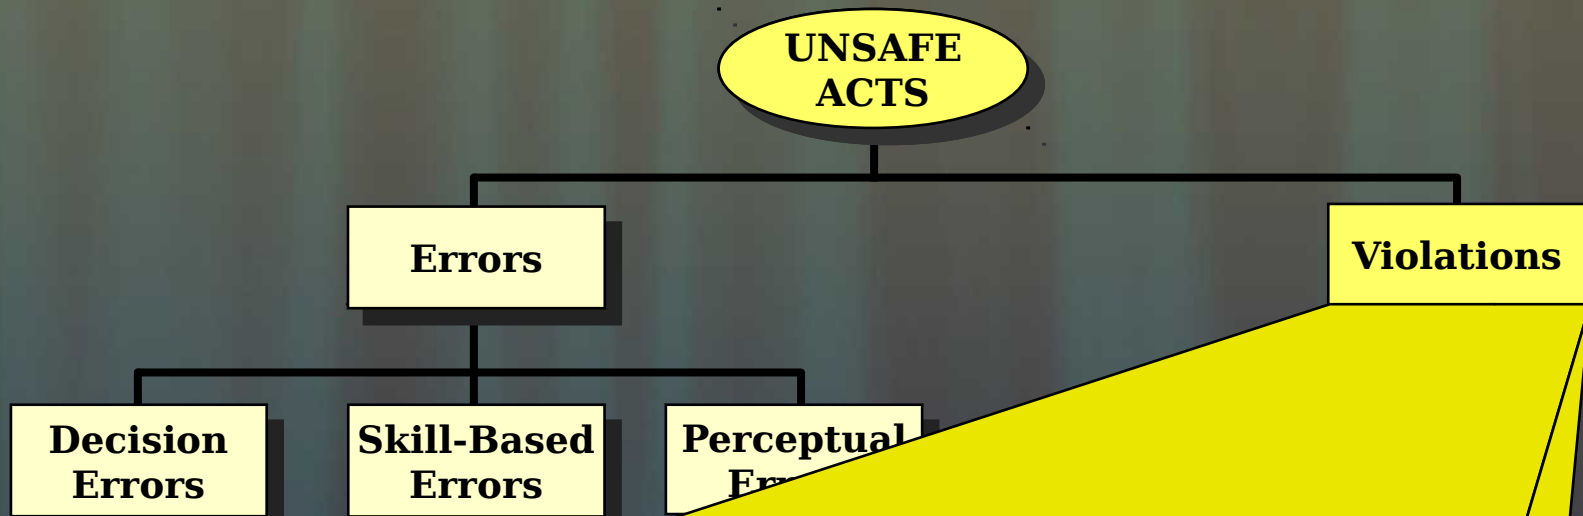 UNSAFE
ACTS
Errors
Violations
Decision
Errors
Skill-Based
Errors
Perceptual